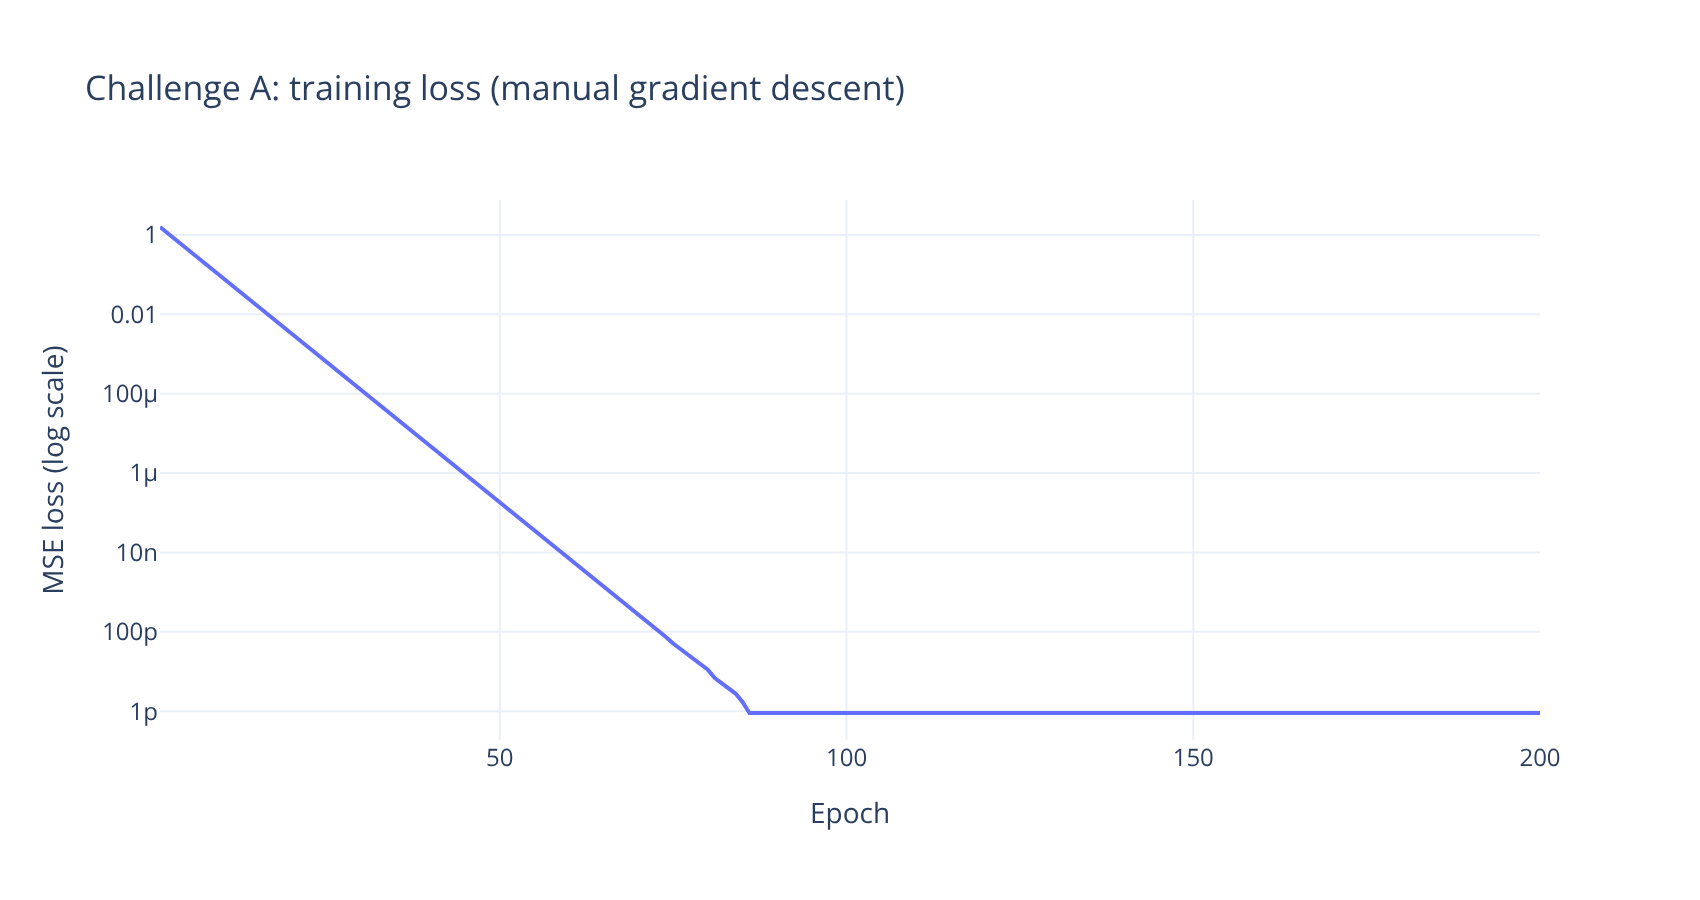 Challenge A: training loss (manual gradient descent)
MSE loss (log scale)
1
0.01
100μ
1μ
10n
100p
1p
50
100
150
200
Epoch